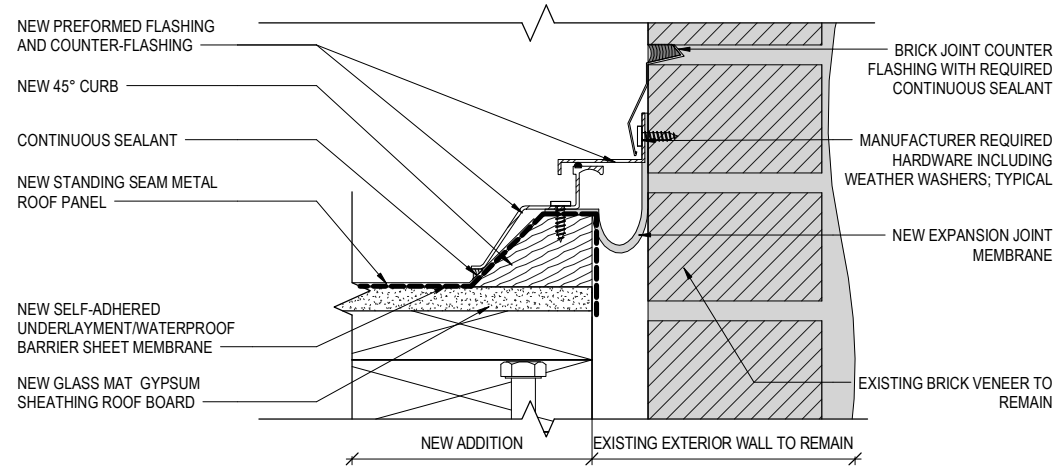 NEW PREFORMED FLASHING
AND COUNTER-FLASHING
NEW 45° CURB
CONTINUOUS SEALANT
NEW STANDING SEAM METAL
ROOF PANEL
NEW SELF-ADHERED
UNDERLAYMENT/WATERPROOF
BARRIER SHEET MEMBRANE
NEW GLASS MAT GYPSUM
SHEATHING ROOF BOARD
BRICK JOINT COUNTER
FLASHING WITH REQUIRED
CONTINUOUS SEALANT
MANUFACTURER REQUIRED
HARDWARE INCLUDING
WEATHER WASHERS; TYPICAL
NEW EXPANSION JOINT
MEMBRANE
EXISTING BRICK VENEER TO
REMAIN
NEW ADDITION
EXISTING EXTERIOR WALL TO REMAIN